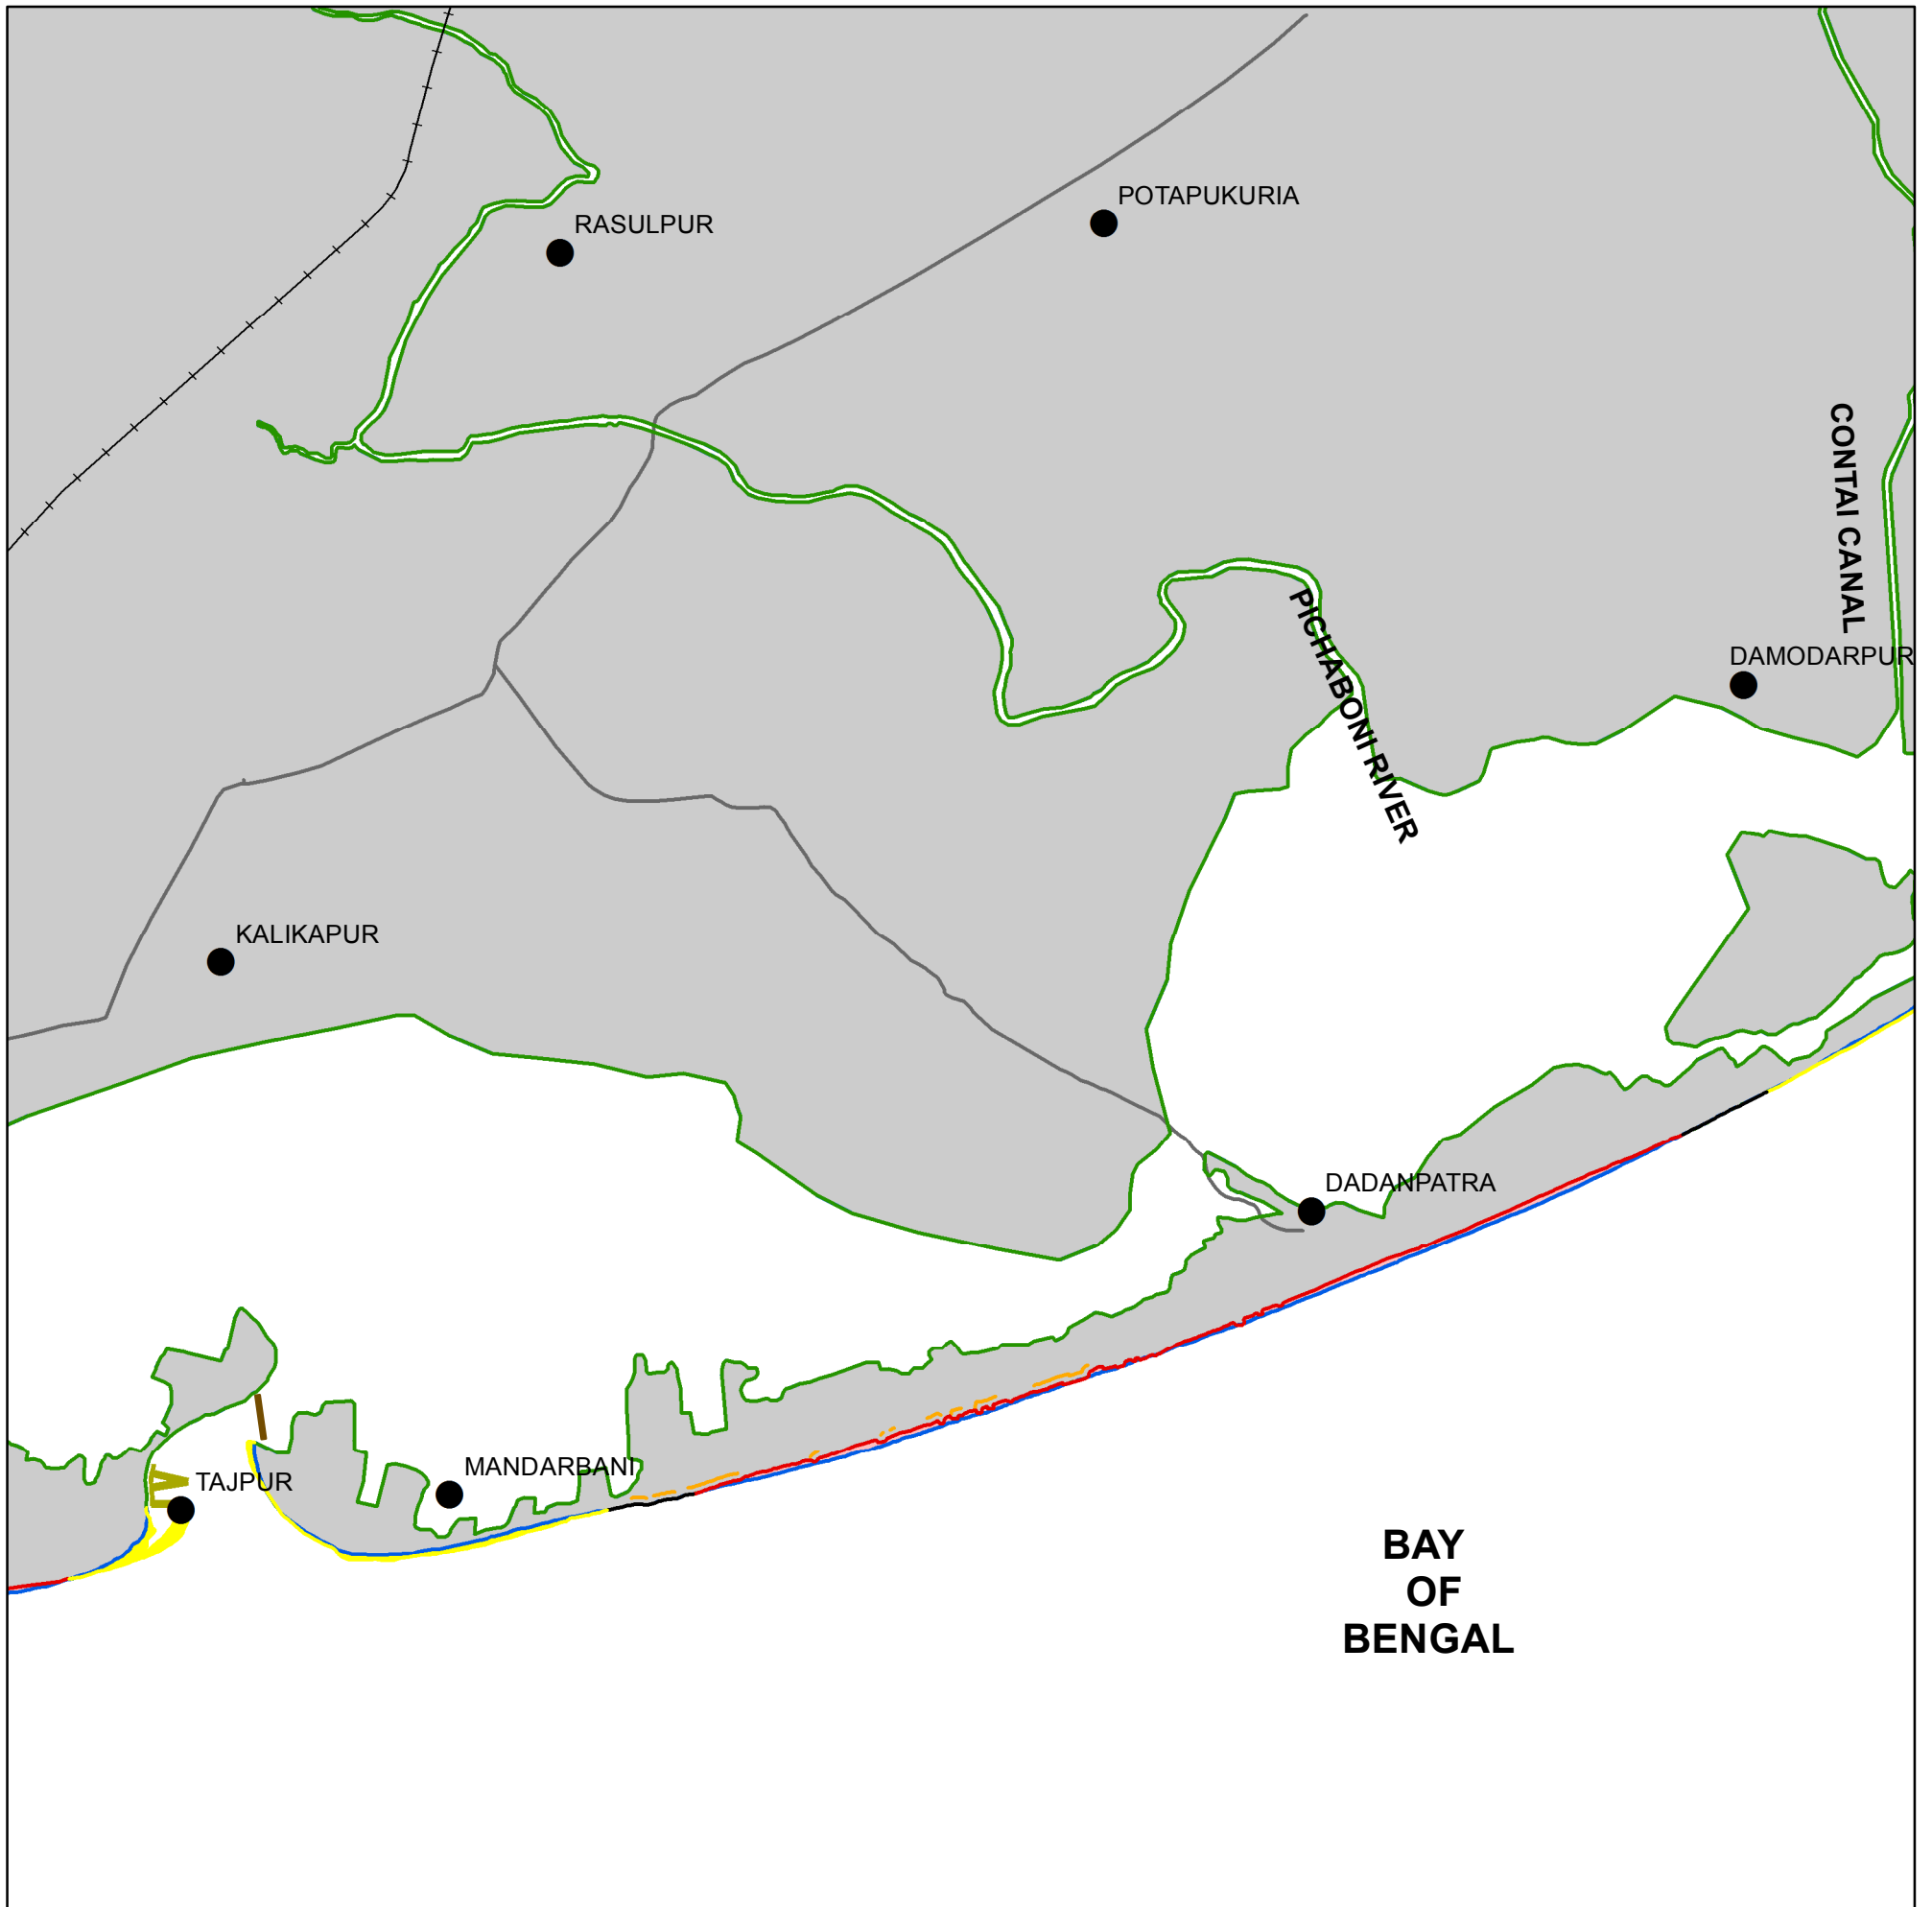 POTAPUKURIA
RASULPUR
CONTAI CANAL
PICHABONI RIVER
DAMODARPUR
KALIKAPUR
DADANPATRA
MANDARBANI
TAJPUR
BAY
OF
BENGAL